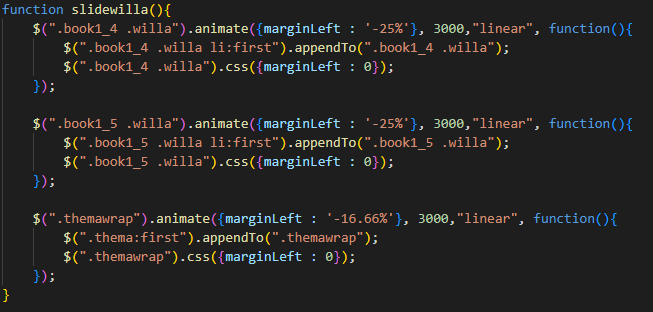 function slidewilla(){
    $(".book1_4 .willa").animate({marginLeft : '-25%'}, 3000,"linear", function(){
        $(".book1_4 .willa li:first").appendTo(".book1_4 .willa");
        $(".book1_4 .willa").css({marginLeft : 0});
    });

    $(".book1_5 .willa").animate({marginLeft : '-25%'}, 3000,"linear", function(){
        $(".book1_5 .willa li:first").appendTo(".book1_5 .willa");
        $(".book1_5 .willa").css({marginLeft : 0});
    });

    $(".themawrap").animate({marginLeft : '-16.66%'}, 3000,"linear", function(){
        $(".thema:first").appendTo(".themawrap");
        $(".themawrap").css({marginLeft : 0});
    });
}